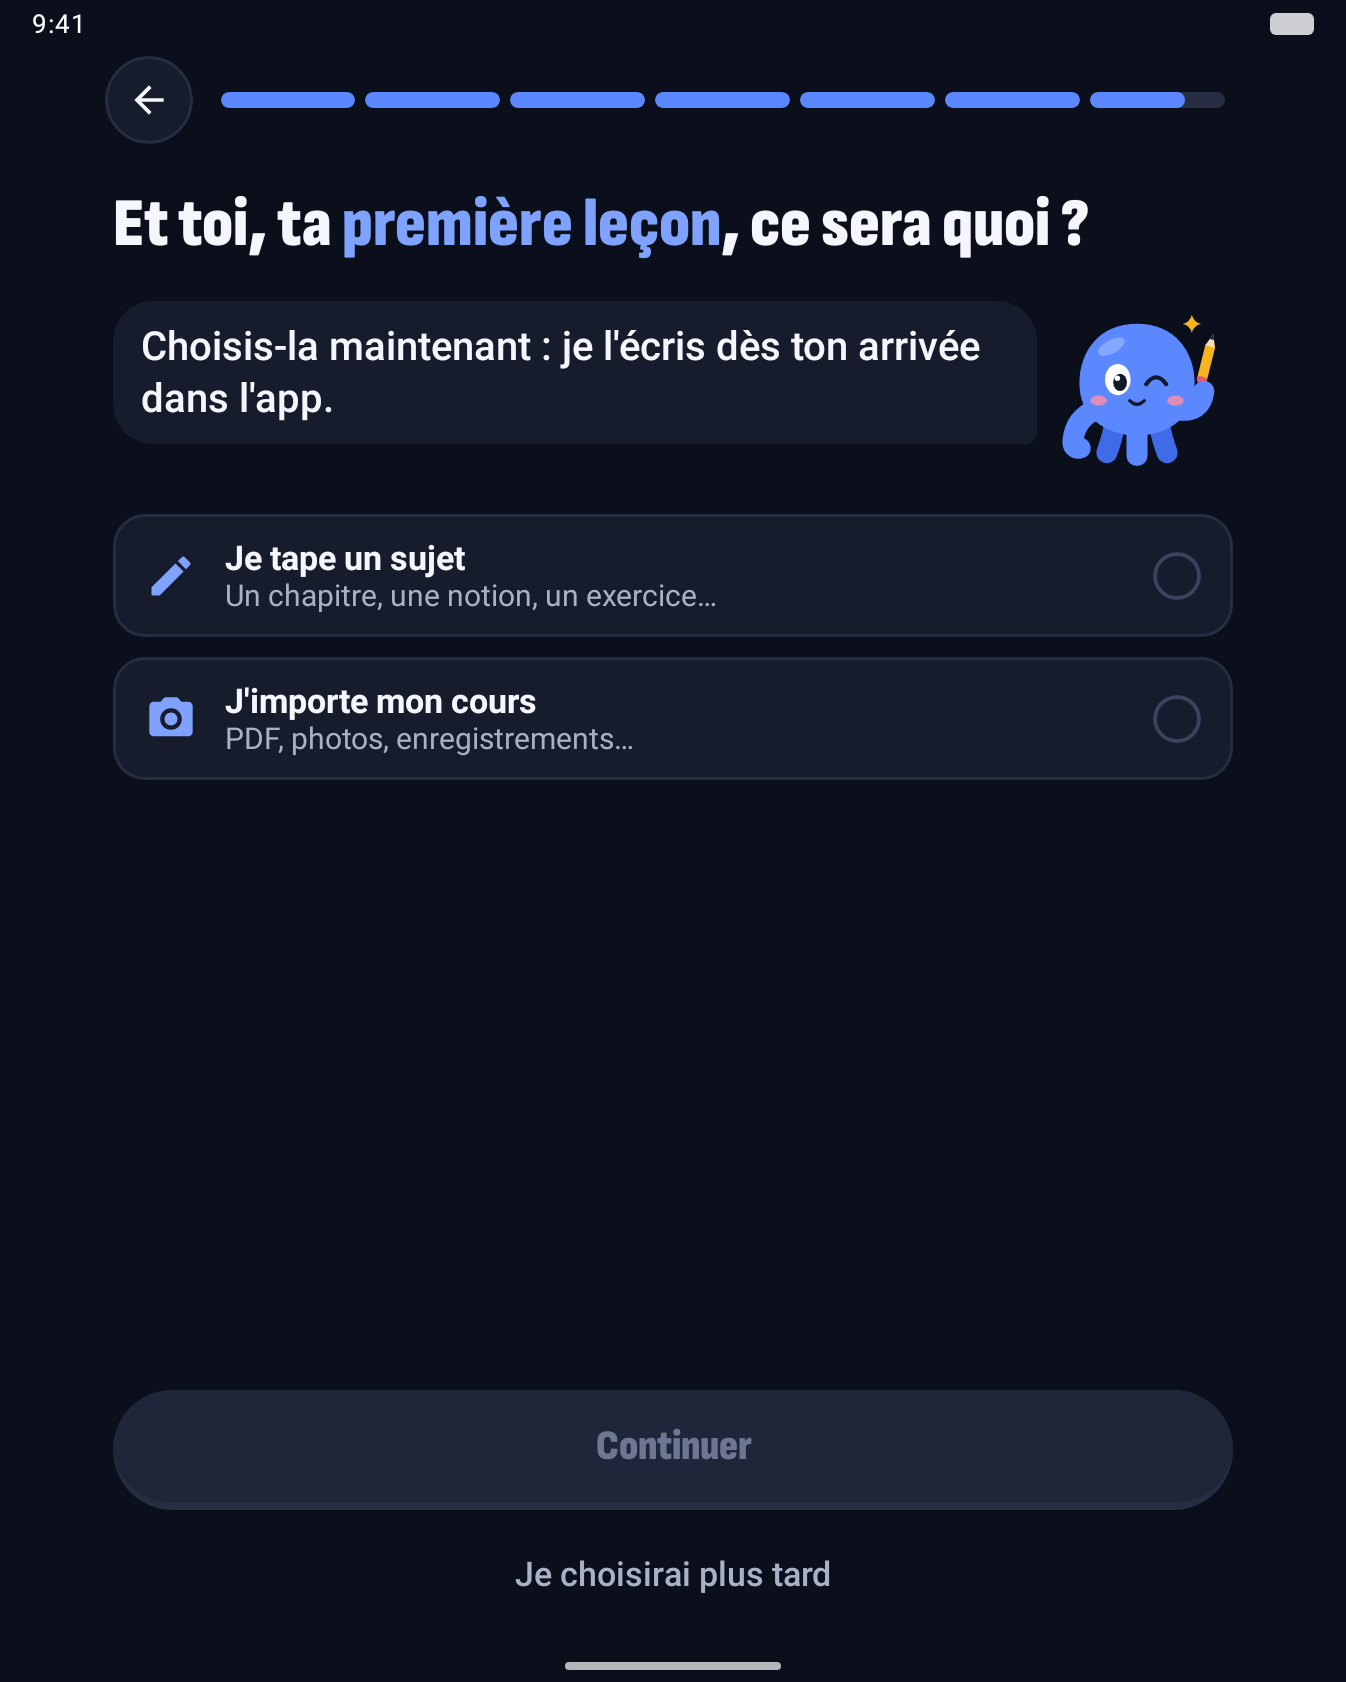 9:41
Et toi, ta première leçon, ce sera quoi ?
Choisis-la maintenant : je l'écris dès ton arrivée
dans l'app.
Je tape un sujet
Un chapitre, une notion, un exercice…
J'importe mon cours
PDF, photos, enregistrements…
Continuer
Je choisirai plus tard